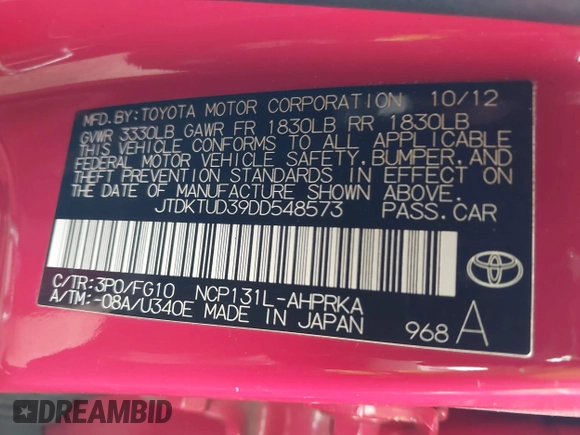 MFD. BY: TOYOTA MOTOR CORPORATION 10/12
GVWR 3330LB GAWR FR 1830LB RR 1830LB
THIS VEHICLE CONFORMS TO ALL APPLICABLE
FEDERAL MOTOR VEHICLE SAFETY, BUMPER, AND
THEFT PREVENTION STANDARDS IN EFFECT ON
THE DATE OF MANUFACTURE SHOWN ABOVE.
JTDKTUD39DD548573 PASS. CAR
C/TR: 3P0/FG10 NCP131L-AHPRKA
A/TM: -08A/U340E MADE IN JAPAN
TOYOTA
968 A
DREAMBID